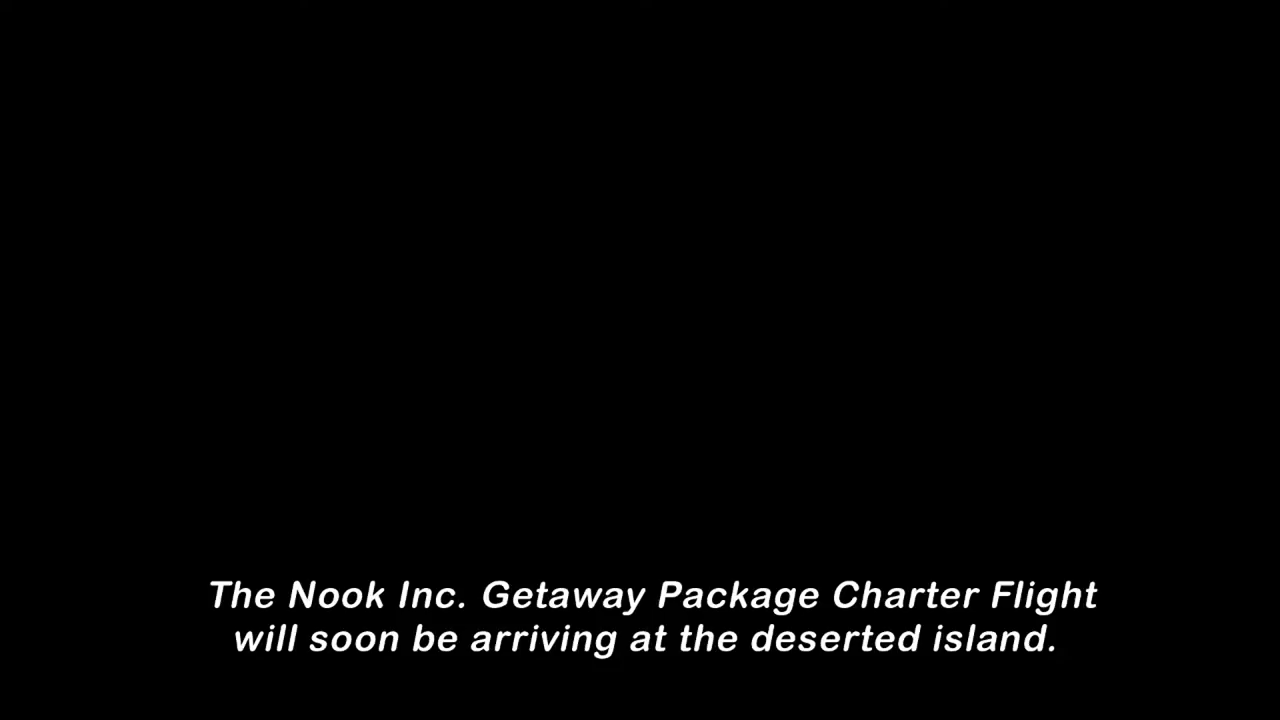 The Nook Inc. Getaway Package Charter Flight
will soon be arriving at the deserted island.